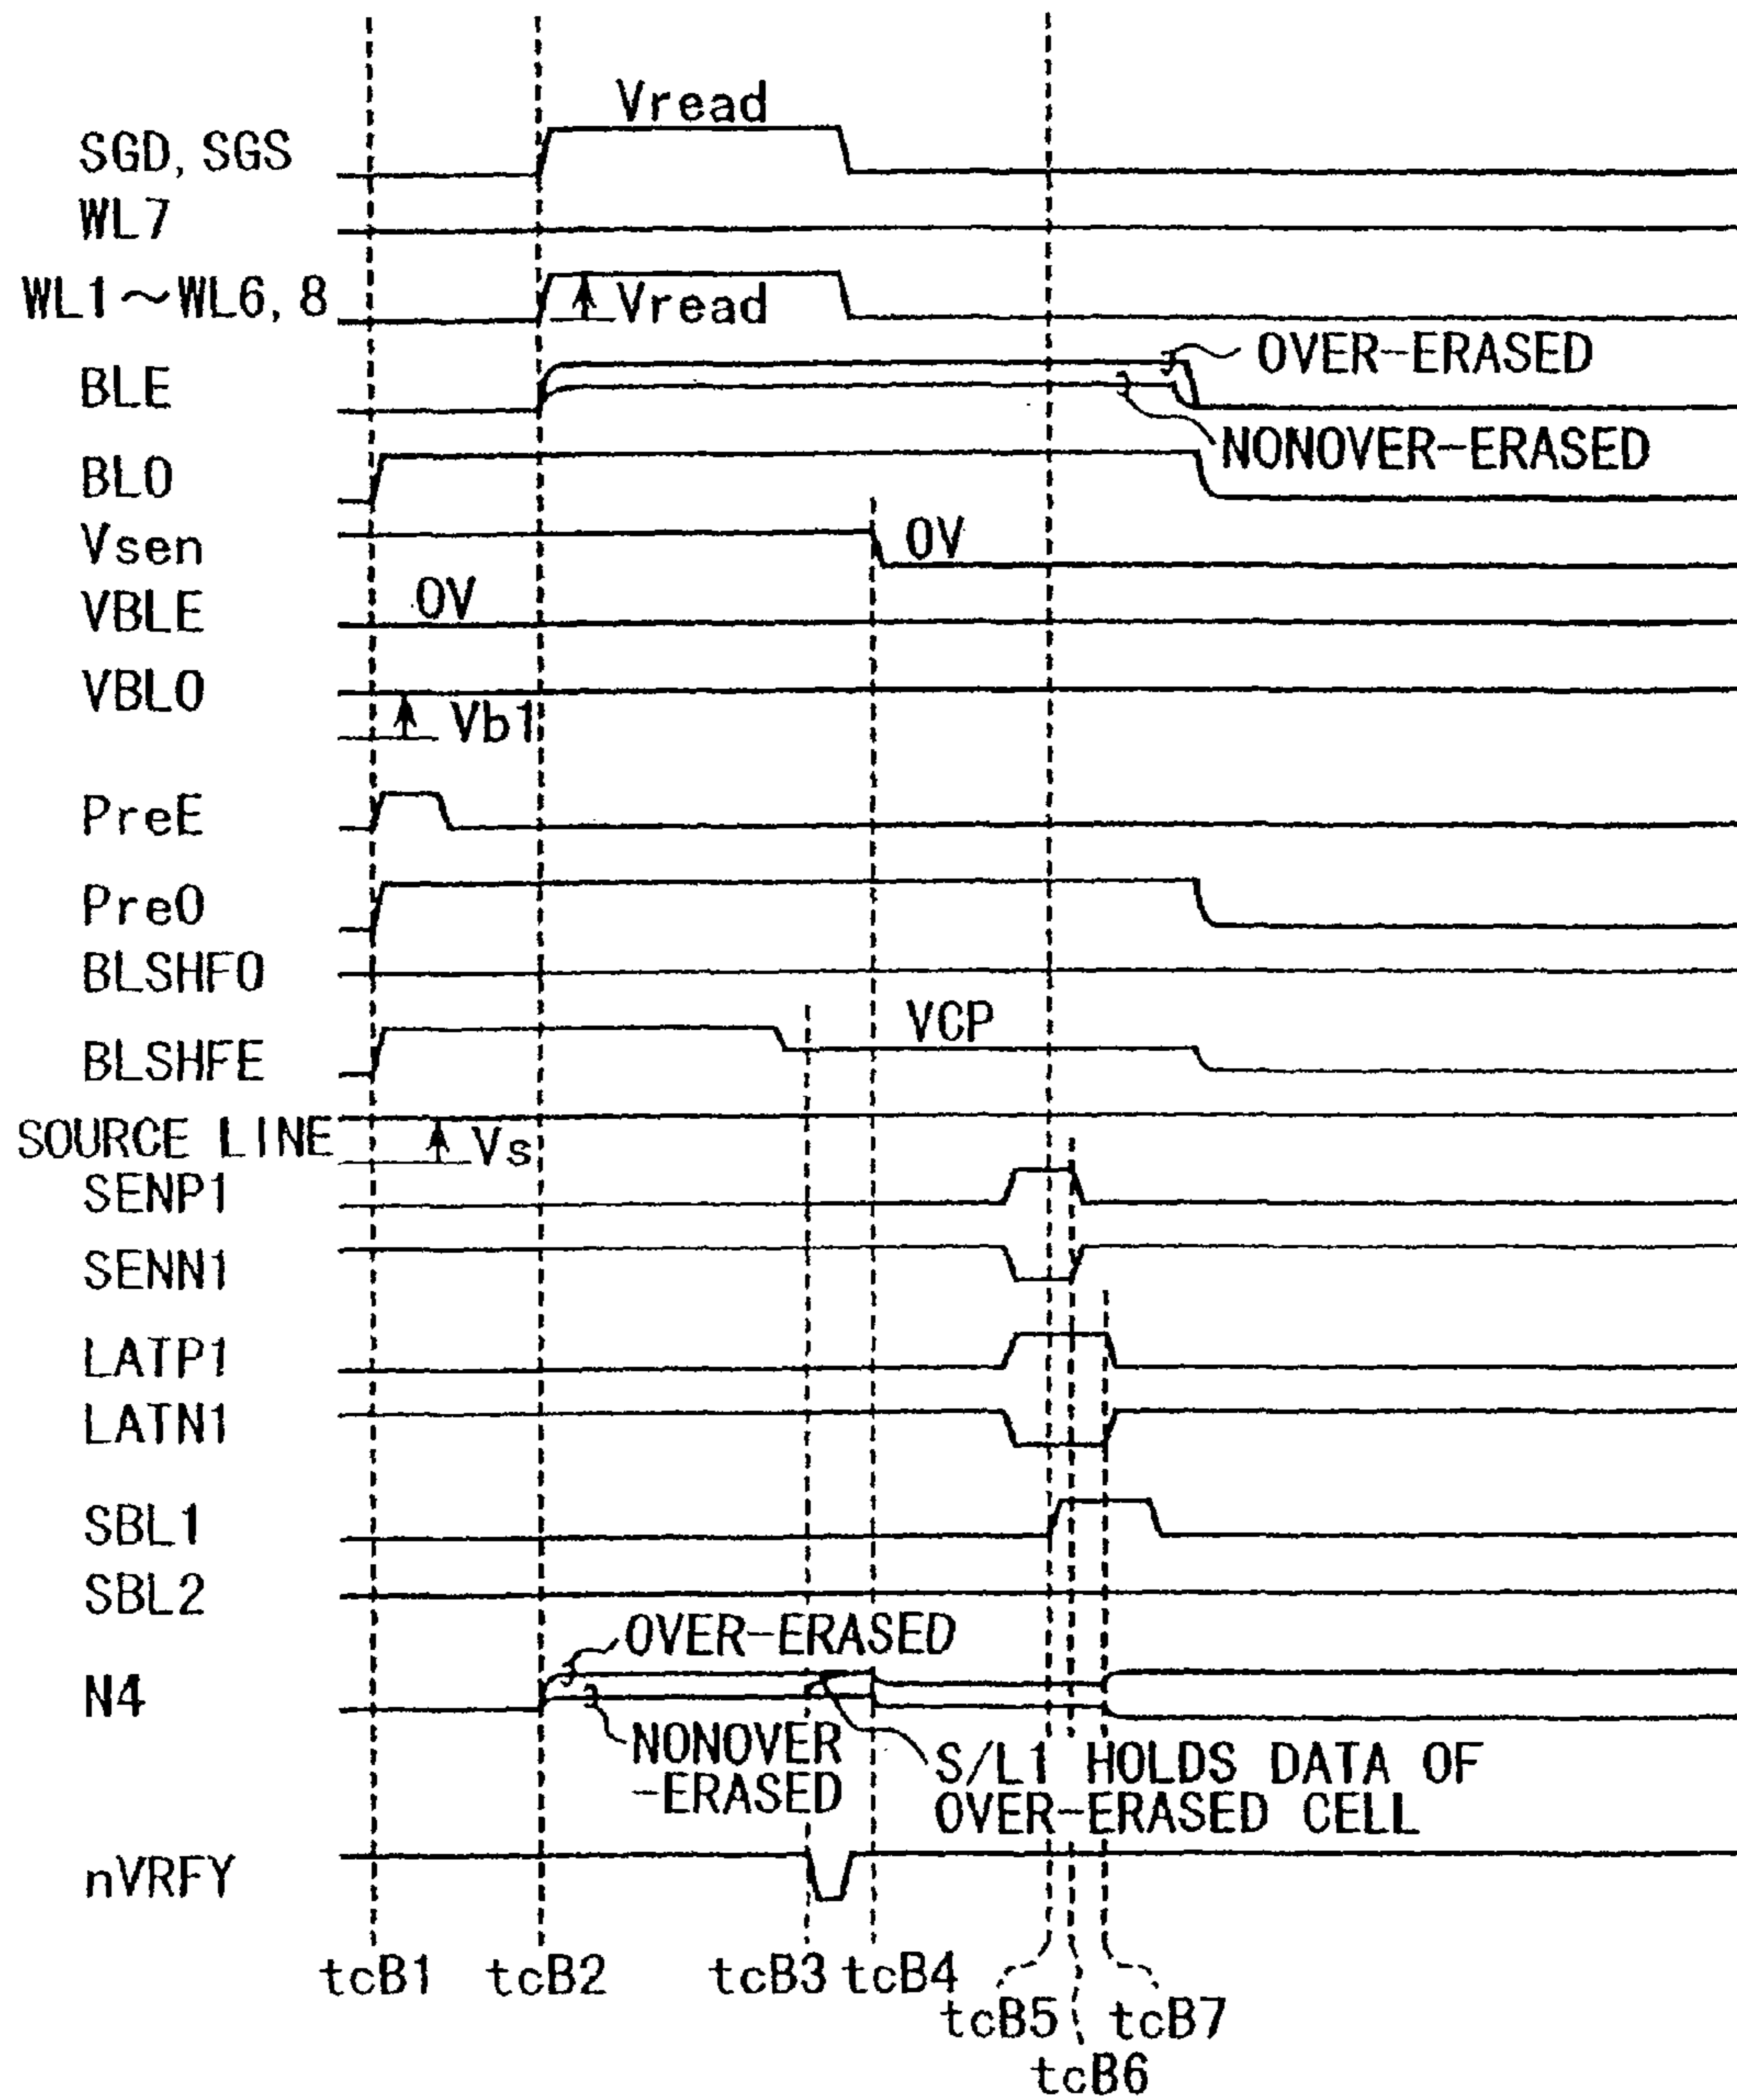 Vread
SGD, SGS
WL7
WL1~WL6, 8
Vread
OVER-ERASED
BLE
NONOVER-ERASED
BLO
Vsen
0V
VBLE
0V
VBLO
Vb1
PreE
PreO
BLSHFO
VCP
BLSHFE
SOURCE LINE
Vs
SENP1
SENN1
LATP1
LATN1
SBL1
SBL2
OVER-ERASED
N4
NONOVER
-ERASED
S/L1 HOLDS DATA OF
OVER-ERASED CELL
nVRFY
tcB1 tcB2 tcB3 tcB4
tcB5 tcB7
tcB6